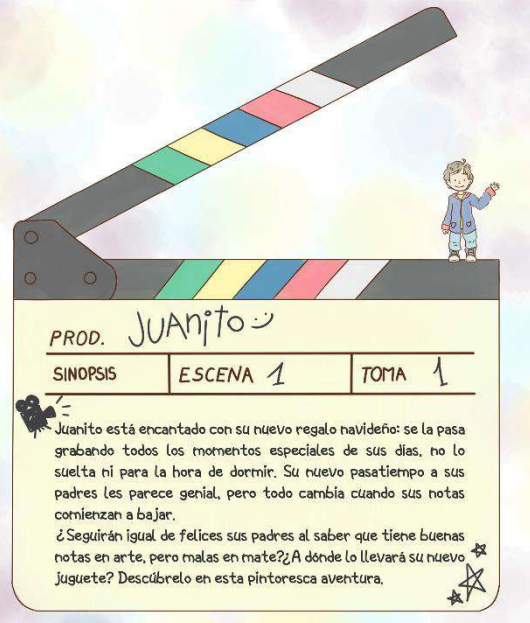 PROD. JUANITO
SINOPSIS ESCENA 1 TOMA 1
Juanito está encantado con su nuevo regalo navideño: se la pasa
grabando todos los momentos especiales de sus días, no lo
suelta ni para la hora de dormir. Su nuevo pasatiempo a sus
padres les parece genial, pero todo cambia cuando sus notas
comienzan a bajar.
¿Seguirán igual de felices sus padres al saber que tiene buenas
notas en arte, pero malas en mate?¿A dónde lo llevará su nuevo
juguete? Descúbrelo en esta pintoresca aventura.